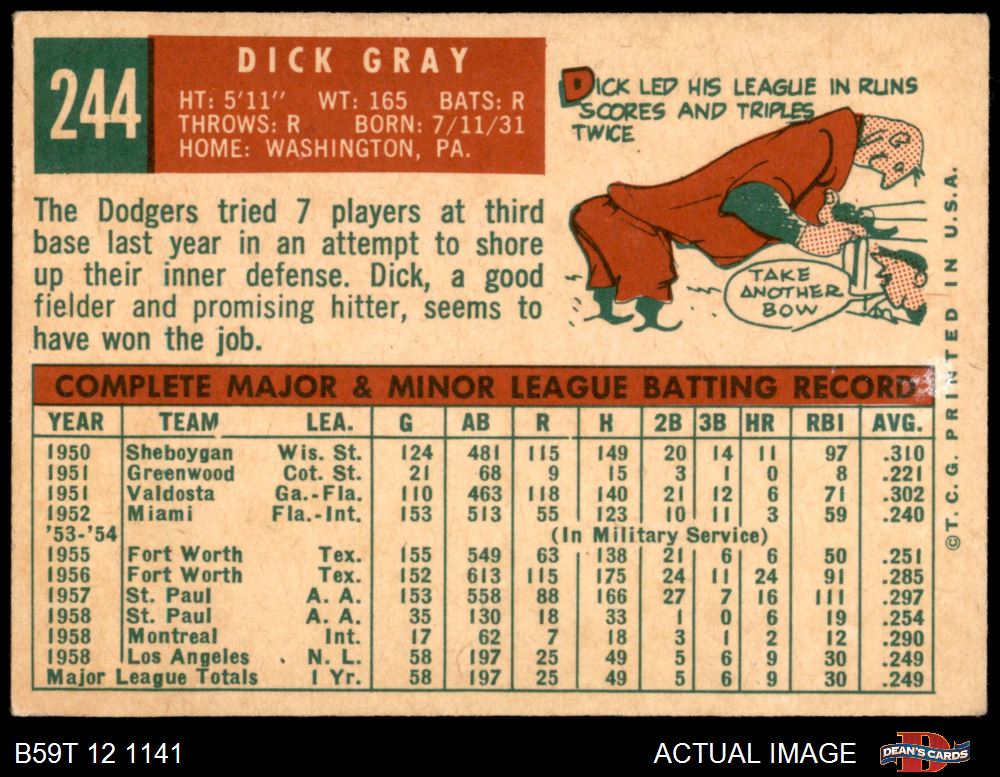 244
DICK GRAY
HT: 5'11" WT: 165 BATS: R
THROWS: R BORN: 7/11/31
HOME: WASHINGTON, PA.
DICK LED HIS LEAGUE IN RUNS
SCORES AND TRIPLES
TWICE
TAKE
ANOTHER
BOW
The Dodgers tried 7 players at third
base last year in an attempt to shore
up their inner defense. Dick, a good
fielder and promising hitter, seems to
have won the job.
COMPLETE MAJOR & MINOR LEAGUE BATTING RECORD
YEAR TEAM LEA. G AB R H 2B 3B HR RBI AVG.
1950 Sheboygan Wis. St. 124 481 115 149 20 14 11 97 .310
1951 Greenwood Cot. St. 21 68 9 15 3 1 0 8 .221
1951 Valdosta Ga.-Fla. 110 463 118 140 21 12 6 71 .302
1952 Miami Fla.-Int. 153 513 55 123 10 11 3 59 .240
'53-'54 (In Military Service)
1955 Fort Worth Tex. 155 549 63 138 21 6 6 50 .251
1956 Fort Worth Tex. 152 613 115 175 24 11 24 91 .285
1957 St. Paul A. A. 153 558 88 166 27 7 16 111 .297
1958 St. Paul A. A. 35 130 18 33 1 0 6 19 .254
1958 Montreal Int. 17 62 7 18 3 1 2 12 .290
1958 Los Angeles N. L. 58 197 25 49 5 6 9 30 .249
Major League Totals 1 Yr. 58 197 25 49 5 6 9 30 .249
©T.C.G. PRINTED IN U.S.A.
B59T 12 1141
ACTUAL IMAGE
DEAN'S CARDS